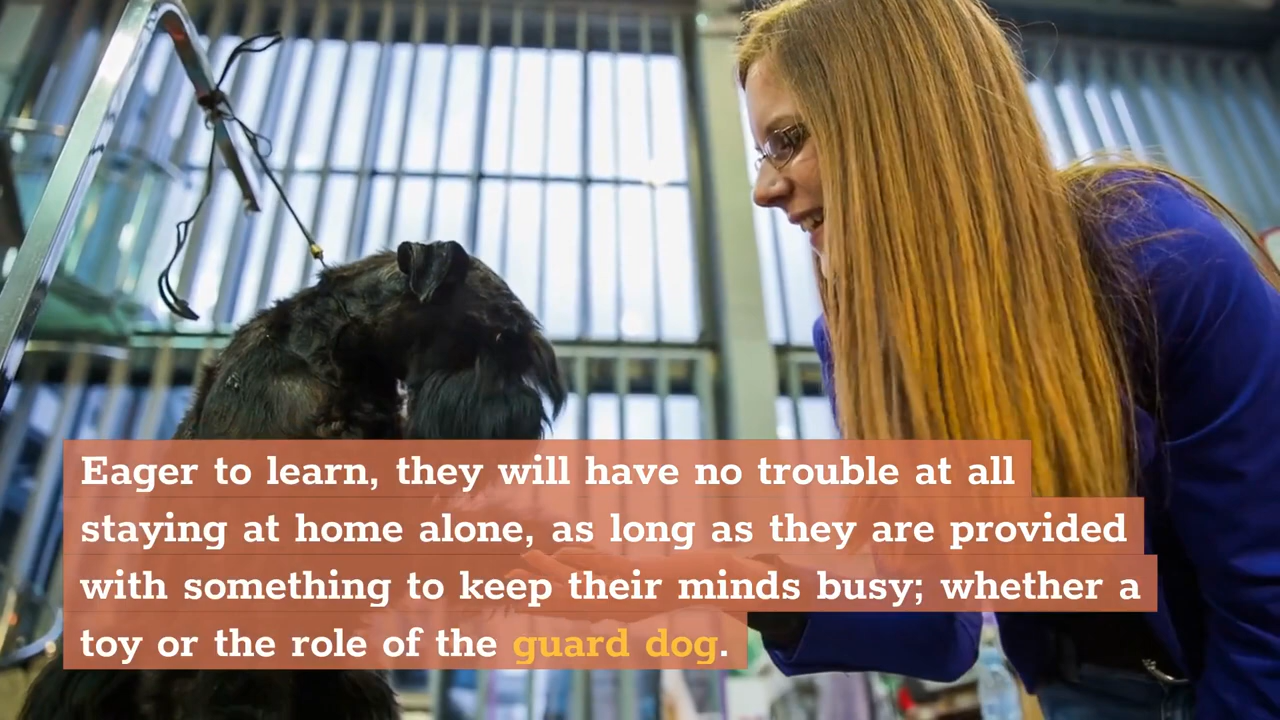 Eager to learn, they will have no trouble at all
staying at home alone, as long as they are provided
with something to keep their minds busy; whether a
toy or the role of the guard dog.